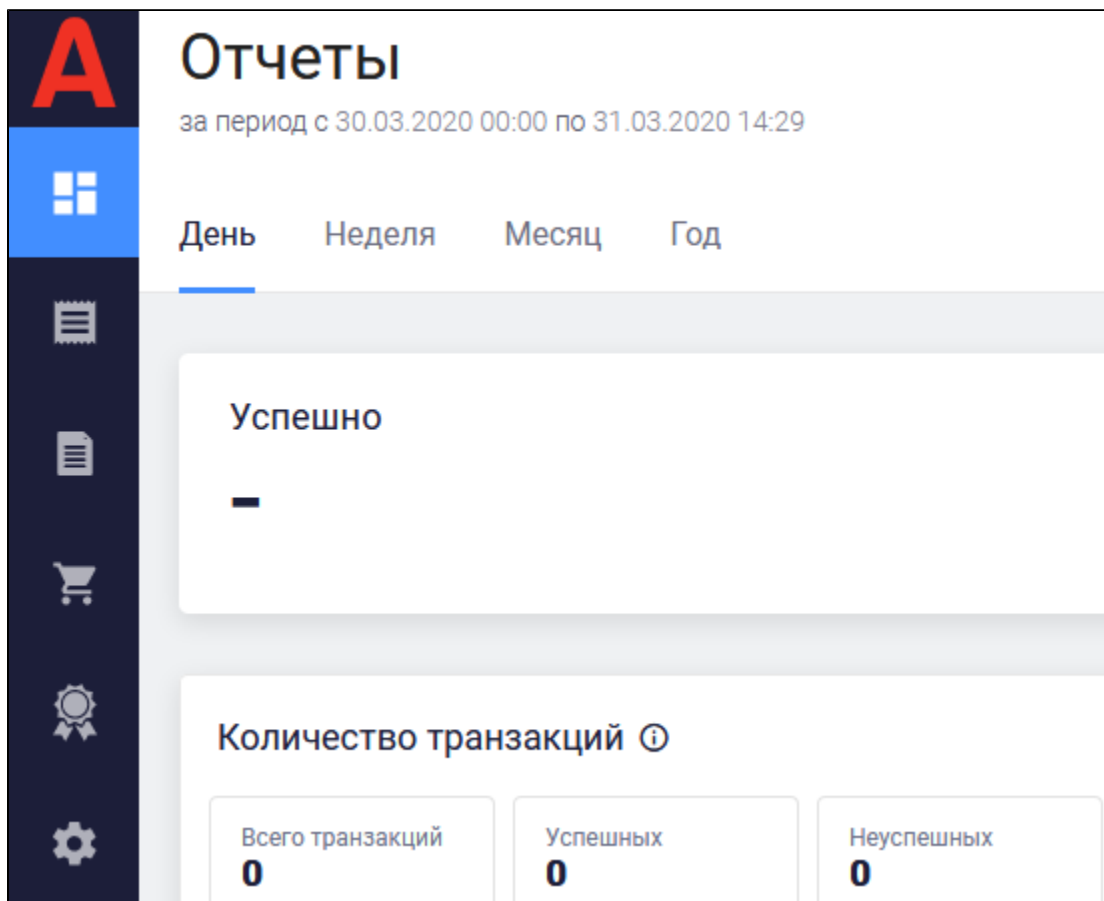 А
Отчеты
за период с 30.03.2020 00:00 по 31.03.2020 14:29
День Неделя Месяц Год
Успешно
-
Количество транзакций
Всего транзакций Успешных Неуспешных
0 0 0